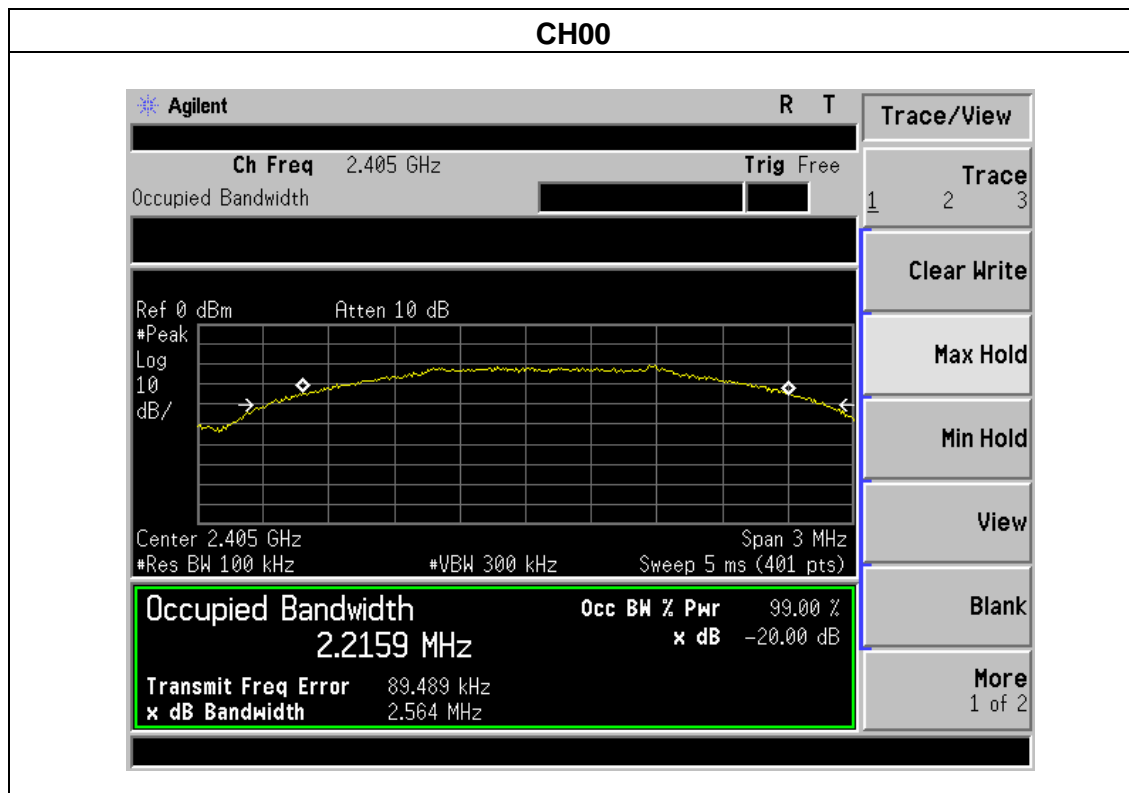 CH00
Agilent R T
Ch Freq 2.405 GHz Trig Free
Occupied Bandwidth
Ref 0 dBm Atten 10 dB
#Peak
Log
10
dB/
Center 2.405 GHz Span 3 MHz
#Res BW 100 kHz #VBW 300 kHz Sweep 5 ms (401 pts)
Occupied Bandwidth Occ BW % Pwr 99.00 %
2.2159 MHz x dB -20.00 dB
Transmit Freq Error 89.489 kHz
x dB Bandwidth 2.564 MHz
Trace/View
Trace
1 2 3
Clear Write
Max Hold
Min Hold
View
Blank
More
1 of 2